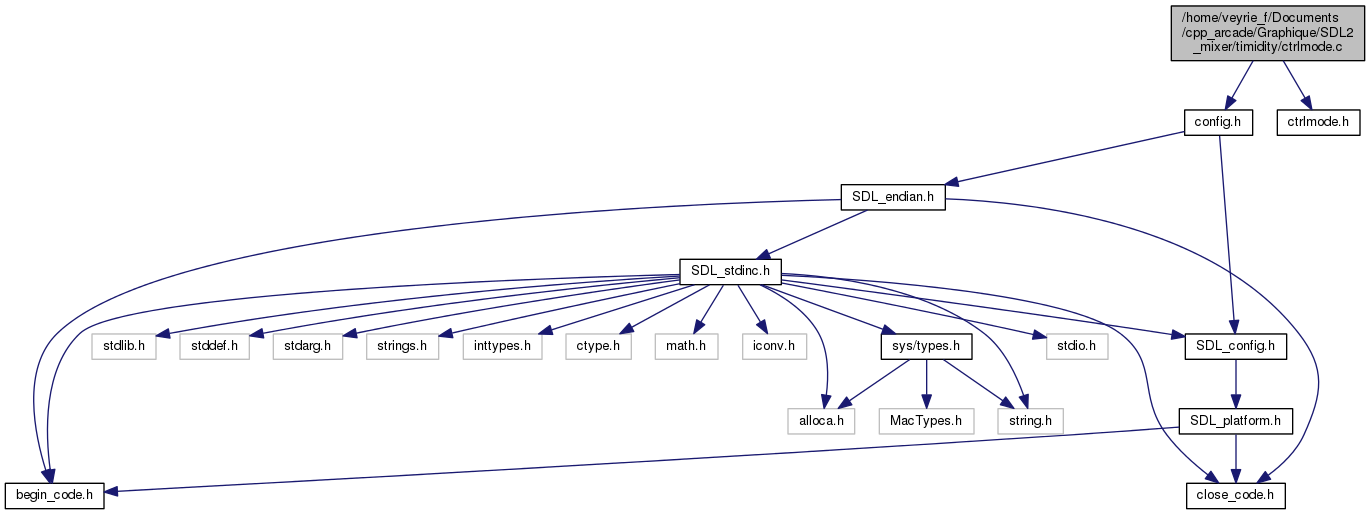 /home/veyrie_f/Documents
/cpp_arcade/Graphique/SDL2
_mixer/timidity/ctrlmode.c
config.h
ctrlmode.h
SDL_endian.h
SDL_stdinc.h
stdlib.h
stddef.h
stdarg.h
strings.h
inttypes.h
ctype.h
math.h
iconv.h
sys/types.h
stdio.h
SDL_config.h
alloca.h
MacTypes.h
string.h
SDL_platform.h
begin_code.h
close_code.h